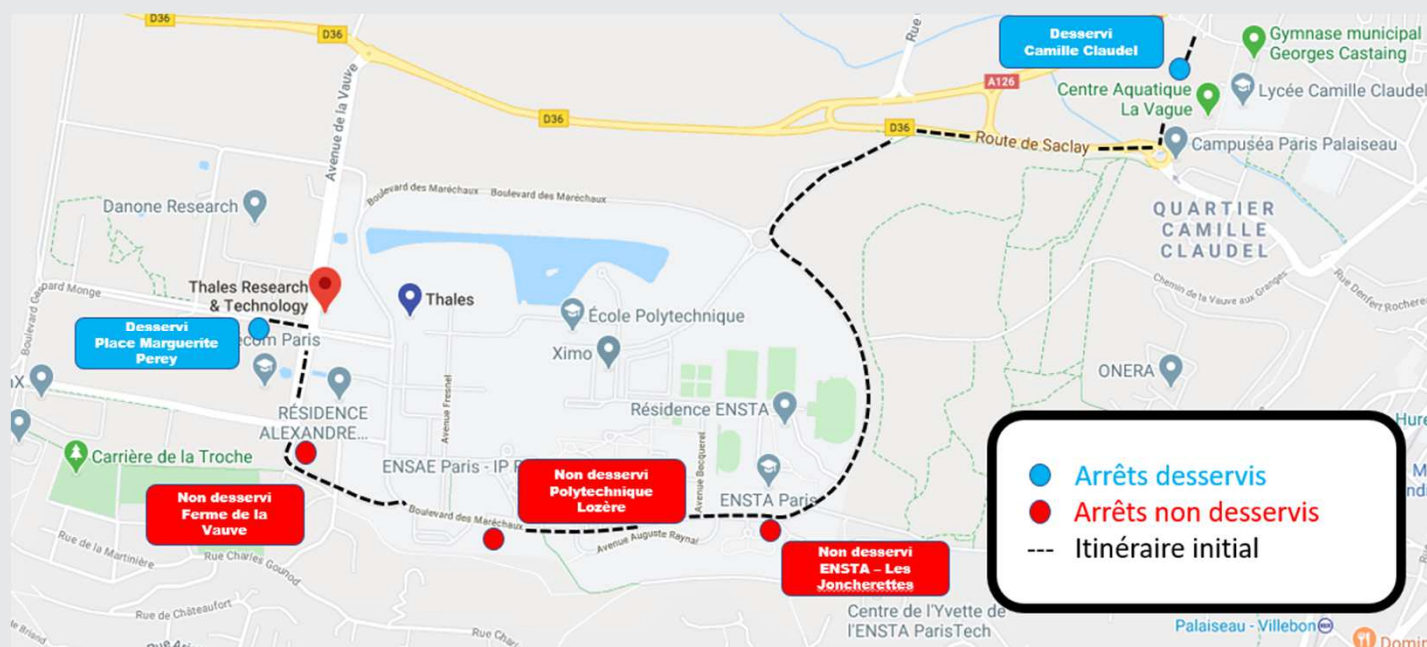 D36
D36
Desservi
Camille Claudel
Gymnase municipal
Georges Castaing
A126
Centre Aquatique
La Vague
Lycée Camille Claudel
Avenue de la Vauve
D36
D36
Route de Saclay
Campuséa Paris Palaiseau
Danone Research
Boulevard des Maréchaux
Boulevard des Maréchaux
QUARTIER
CAMILLE
CLAUDEL
Thales Research
& Technology
Thales
École Polytechnique
Chemin de la Vauve aux Granges
Desservi
Place Marguerite
Perey
Ximo
ONERA
RÉSIDENCE
ALEXANDRE...
Avenue Fresnel
Résidence ENSTA
Carrière de la Troche
ENSAE Paris - IP
Non desservi
Polytechnique
Lozère
Avenue Becquerel
ENSTA Paris
Arrêts desservis
Arrêts non desservis
Itinéraire initial
Non desservi
Ferme de la
Vauve
Boulevard des Maréchaux
Avenue Auguste Raynal
Non desservi
ENSTA – Les
Joncherettes
Rue de la Martinière
Rue Charles Gounod
Rue de Châteaufort
Centre de l'Yvette de
l'ENSTA ParisTech
Palaiseau - Villebon